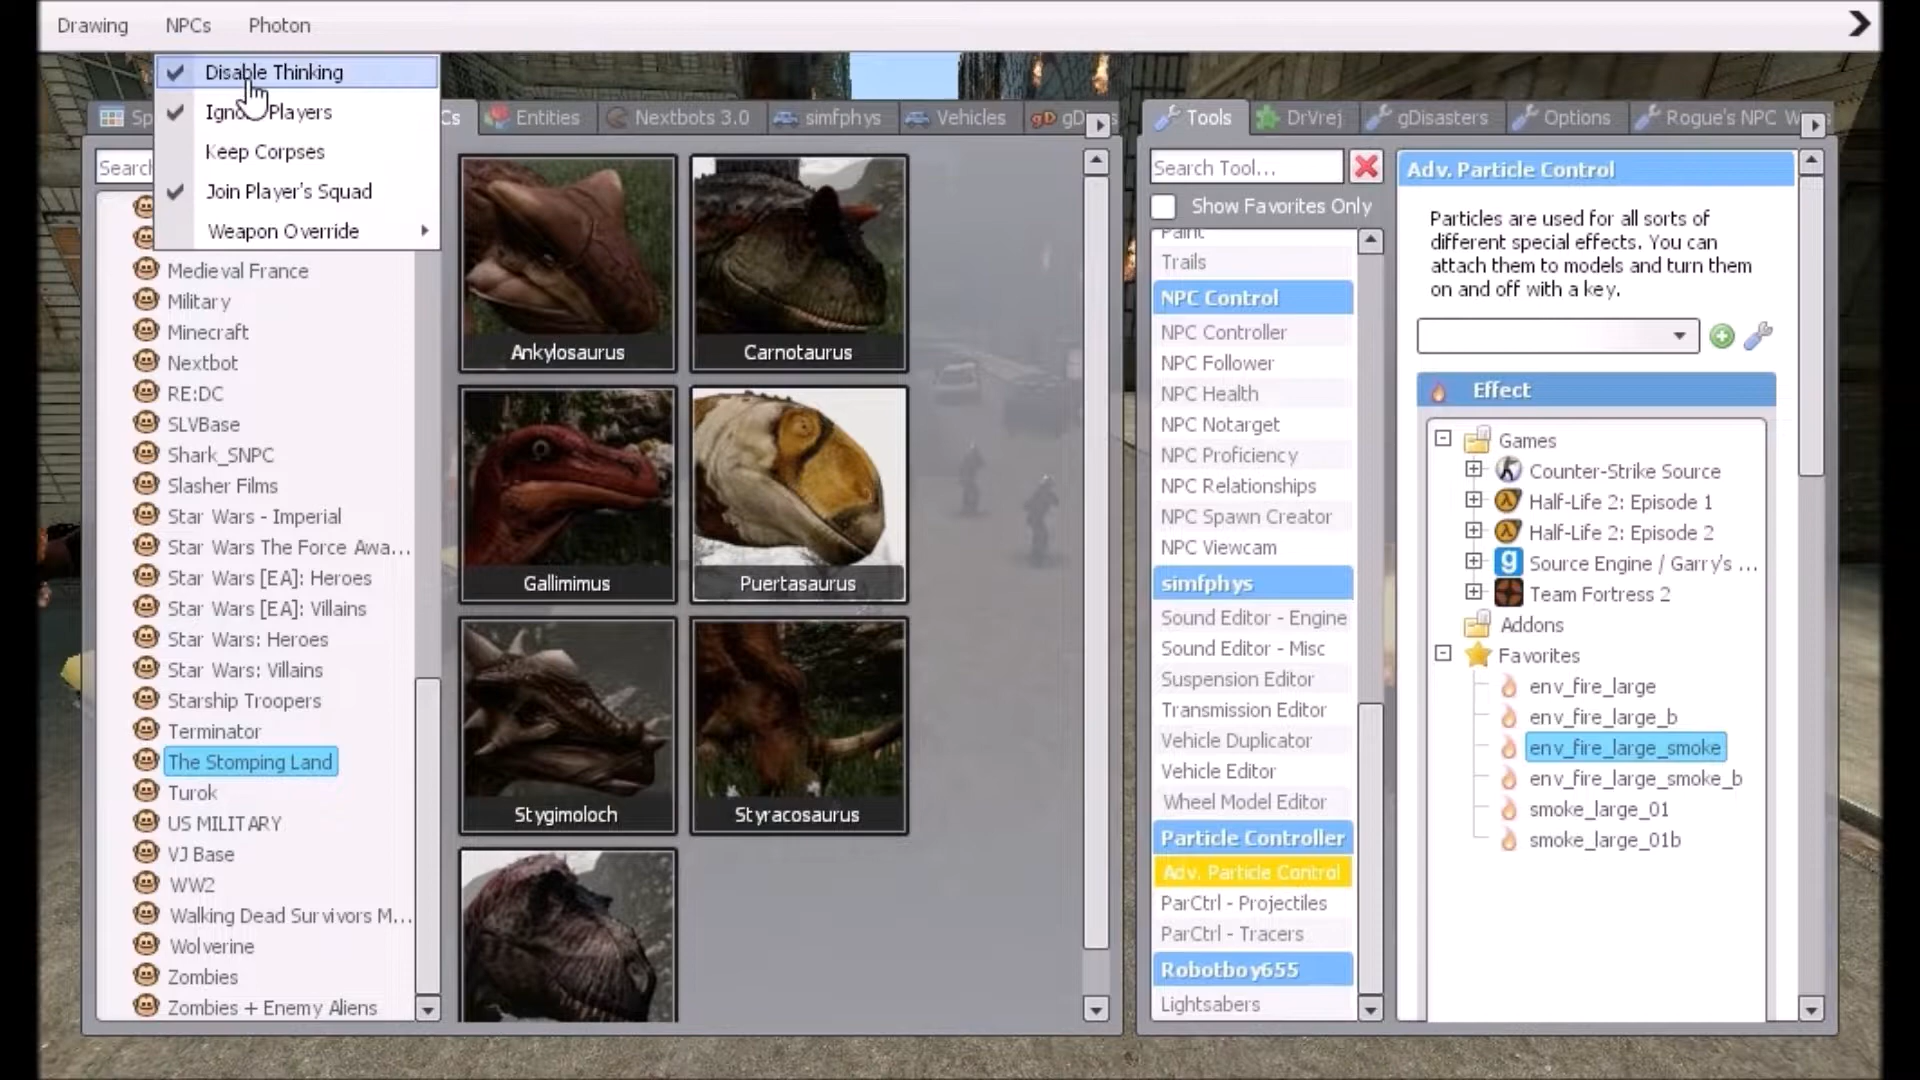 Drawing
NPCs
Photon
Disable Thinking
Players
Keep Corpses
Join Player's Squad
Weapon Override
Sp
Cs
Entities
Nextbots 3.0
simfphys
Vehicles
Search
Medieval France
Military
Minecraft
Nextbot
RE:DC
SLVBase
Shark_SNPC
Slasher Films
Star Wars - Imperial
Star Wars The Force Awa...
Star Wars [EA]: Heroes
Star Wars [EA]: Villains
Star Wars: Heroes
Star Wars: Villains
Starship Troopers
Terminator
The Stomping Land
Turok
US MILITARY
VJ Base
WW2
Walking Dead Survivors M...
Wolverine
Zombies
Zombies + Enemy Aliens
Ankylosaurus
Carnotaurus
Gallimimus
Puertasaurus
Stygimoloch
Styracosaurus
Tools
DrVrej
gDisasters
Options
Rogue's NPC
Search Tool...
Show Favorites Only
Paint
Trails
NPC Control
NPC Controller
NPC Follower
NPC Health
NPC Notarget
NPC Proficiency
NPC Relationships
NPC Spawn Creator
NPC Viewcam
simfphys
Sound Editor - Engine
Sound Editor - Misc
Suspension Editor
Transmission Editor
Vehicle Duplicator
Vehicle Editor
Wheel Model Editor
Particle Controller
Adv. Particle Control
ParCtrl - Projectiles
ParCtrl - Tracers
Robotboy655
Lightsabers
Adv. Particle Control
Particles are used for all sorts of
different special effects. You can
attach them to models and turn them
on and off with a key.
Effect
Games
Counter-Strike Source
Half-Life 2: Episode 1
Half-Life 2: Episode 2
Source Engine / Garry's ...
Team Fortress 2
Addons
Favorites
env_fire_large
env_fire_large_b
env_fire_large_smoke
env_fire_large_smoke_b
smoke_large_01
smoke_large_01b